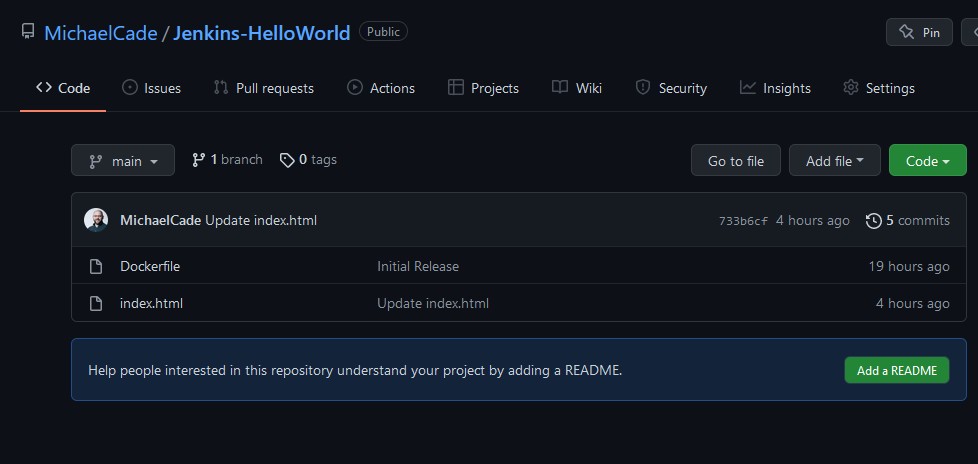 MichaelCade / Jenkins-HelloWorld Public Pin
Code Issues Pull requests Actions Projects Wiki Security Insights Settings
main 1 branch 0 tags Go to file Add file Code
MichaelCade Update index.html 733b6cf 4 hours ago 5 commits
Dockerfile Initial Release 19 hours ago
index.html Update index.html 4 hours ago
Help people interested in this repository understand your project by adding a README. Add a README